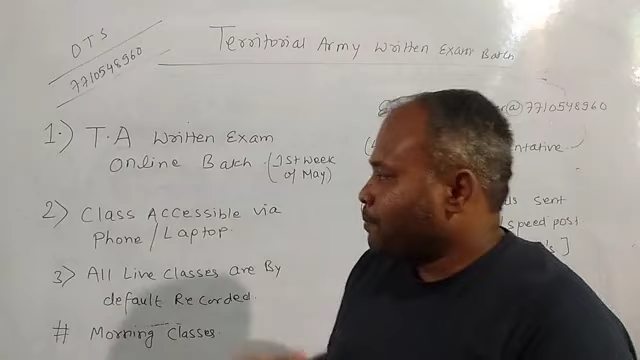 OTS
7710548960
Territorial Army Written Exam Batch
@7710548960
1.) T.A Written Exam
Online Batch. (1st week
of May)
2) Class Accessible via
Phone / Laptop.
3) All Live Classes are By
default Recorded.
# Morning Classes.
sent
speed post